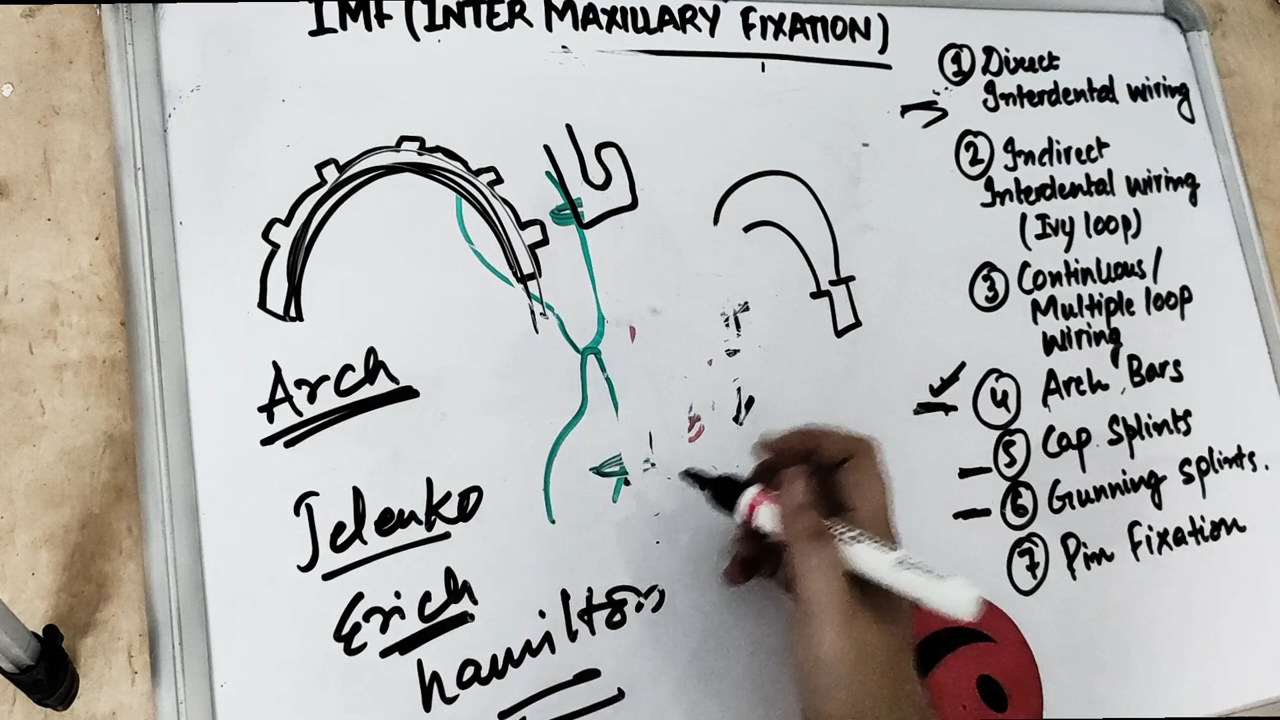 IMF (INTER MAXILLARY FIXATION)
① Direct
Interdental wiring
② Indirect
Interdental wiring
(Ivy loop)
③ Continuous/
Multiple loop
wiring
④ Arch Bars
⑤ Cap Splints
⑥ Gunning splints.
⑦ Pin Fixation
Arch
Jelenko
Erich
hamilton